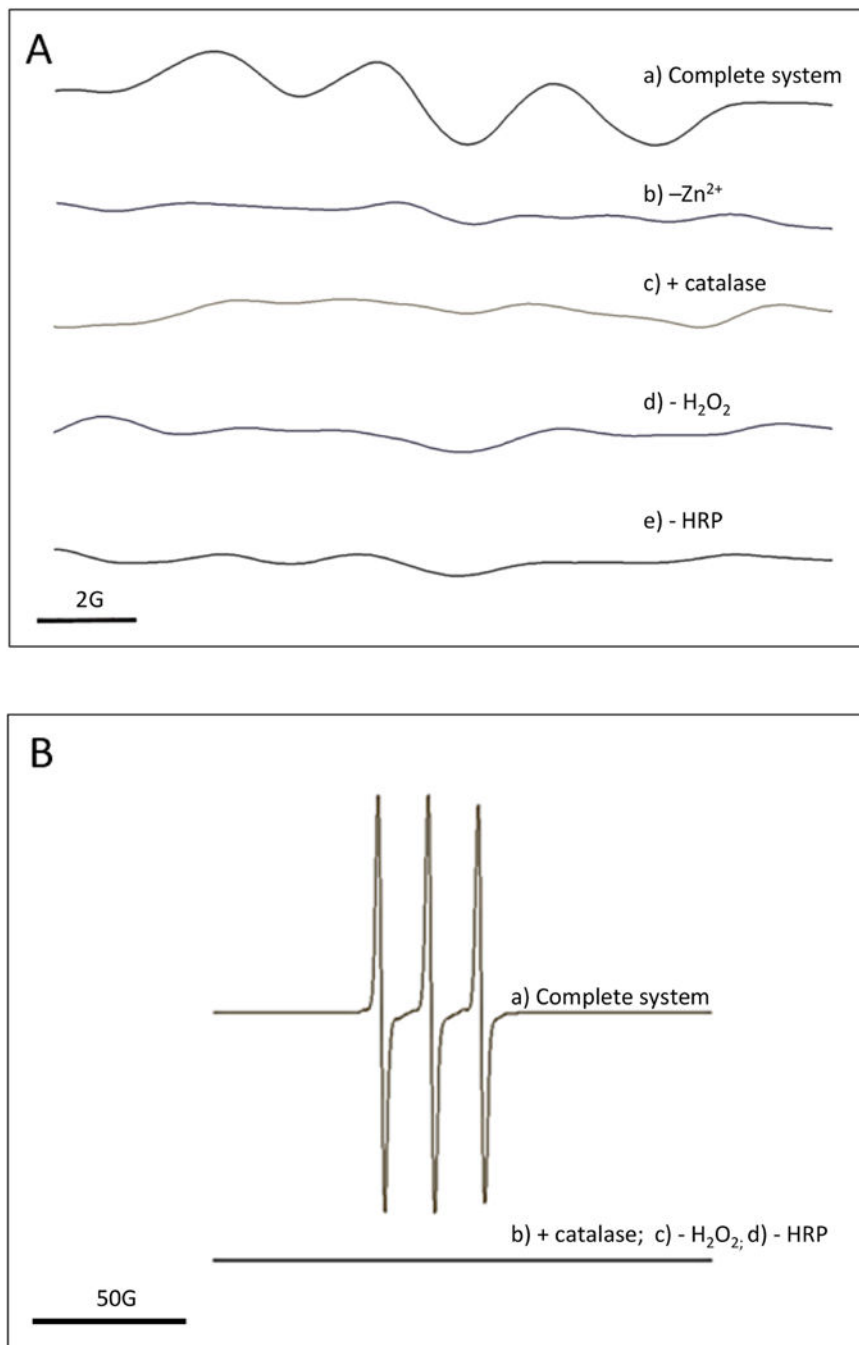 A
a) Complete system
b) –Zn²⁺
c) + catalase
d) - H₂O₂
e) - HRP
2G
B
a) Complete system
b) + catalase; c) - H₂O₂; d) - HRP
50G